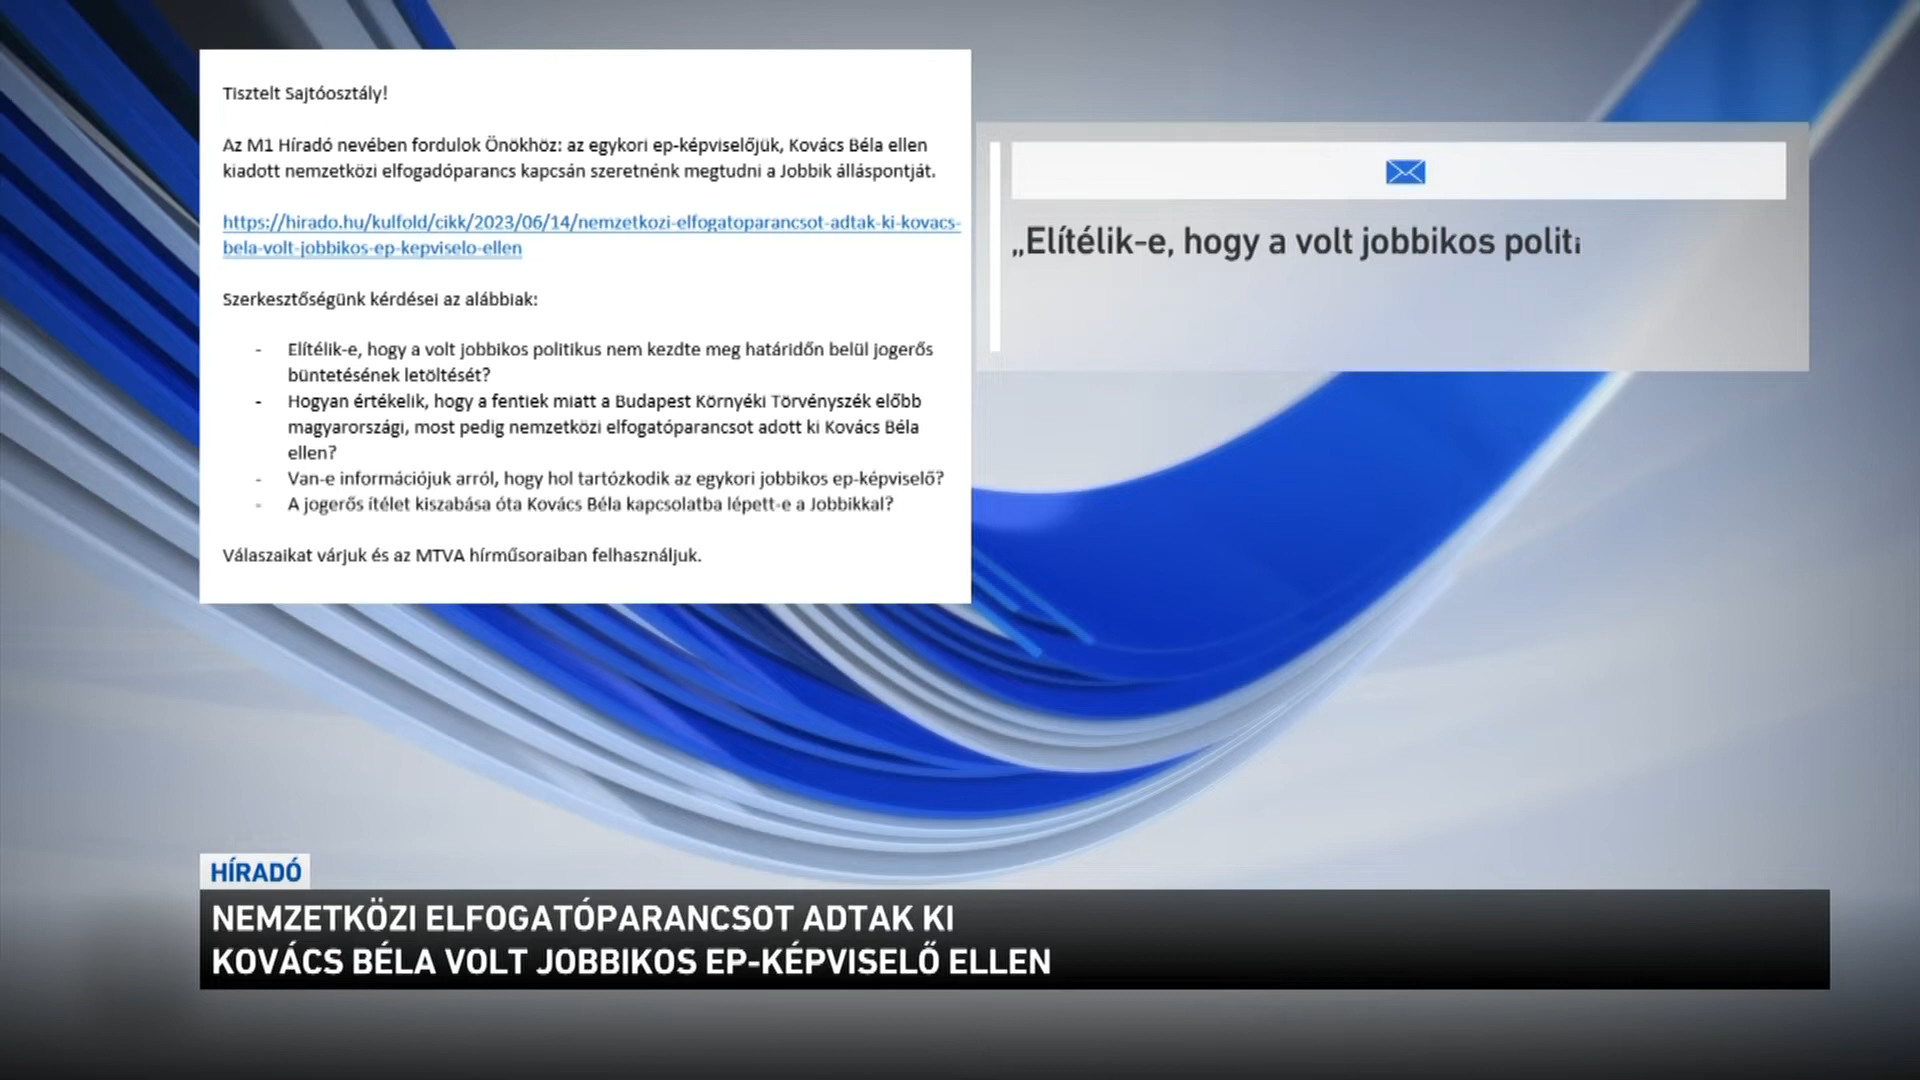 Tisztelt Sajtóosztály!
Az M1 Híradó nevében fordulok Önökhöz: az egykori ep-képviselőjük, Kovács Béla ellen
kiadott nemzetközi elfogadóparancs kapcsán szeretnénk megtudni a Jobbik álláspontját.
https://hirado.hu/kulfold/cikk/2023/06/14/nemzetkozi-elfogatoparancsot-adtak-ki-kovacs-
bela-volt-jobbikos-ep-kepviselo-ellen
Szerkesztőségünk kérdései az alábbiak:
- Elítélik-e, hogy a volt jobbikos politikus nem kezdte meg határidőn belül jogerős
büntetésének letöltését?
- Hogyan értékelik, hogy a fentiek miatt a Budapest Környéki Törvényszék előbb
magyarországi, most pedig nemzetközi elfogatóparancsot adott ki Kovács Béla
ellen?
- Van-e információjuk arról, hogy hol tartózkodik az egykori jobbikos ep-képviselő?
- A jogerős ítélet kiszabása óta Kovács Béla kapcsolatba lépett-e a Jobbikkal?
Válaszaikat várjuk és az MTVA hírműsoraiban felhasználjuk.
„Elítélik-e, hogy a volt jobbikos politi
HÍRADÓ
NEMZETKÖZI ELFOGATÓPARANCSOT ADTAK KI
KOVÁCS BÉLA VOLT JOBBIKOS EP-KÉPVISELŐ ELLEN